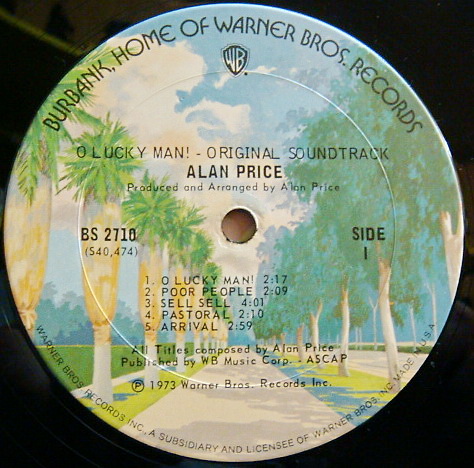 BURBANK, HOME OF WARNER BROS. RECORDS
WB
O LUCKY MAN! - ORIGINAL SOUNDTRACK
ALAN PRICE
Produced and Arranged by Alan Price
BS 2710
(S40,474)
SIDE
1
1. O LUCKY MAN! 2:17
2. POOR PEOPLE 2:09
3. SELL SELL 4:01
4. PASTORAL 2:10
5. ARRIVAL 2:59
All Titles composed by Alan Price
Published by WB Music Corp. - ASCAP
℗ 1973 Warner Bros. Records Inc.
WARNER BROS. RECORDS INC., A SUBSIDIARY AND LICENSEE OF WARNER BROS. INC. MADE IN U.S.A.